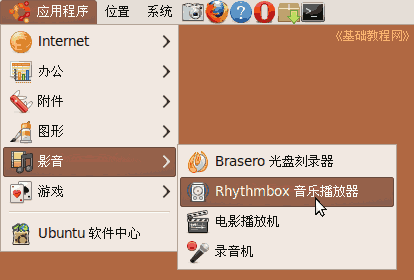 应用程序 位置 系统
《基础教程网》
Internet
办公
附件
图形
影音
游戏
Ubuntu 软件中心
Brasero 光盘刻录器
Rhythmbox 音乐播放器
电影播放机
录音机